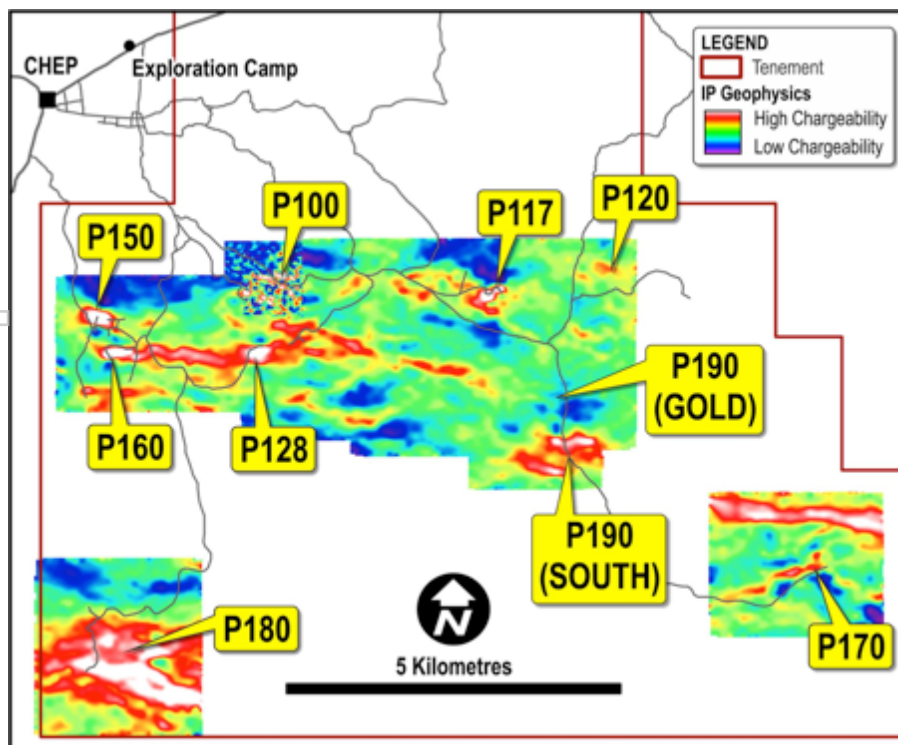 CHEP
Exploration Camp
LEGEND
Tenement
IP Geophysics
High Chargeability
Low Chargeability
P100
P117
P120
P150
P190
(GOLD)
P160
P128
P190
(SOUTH)
P180
N
P170
5 Kilometres